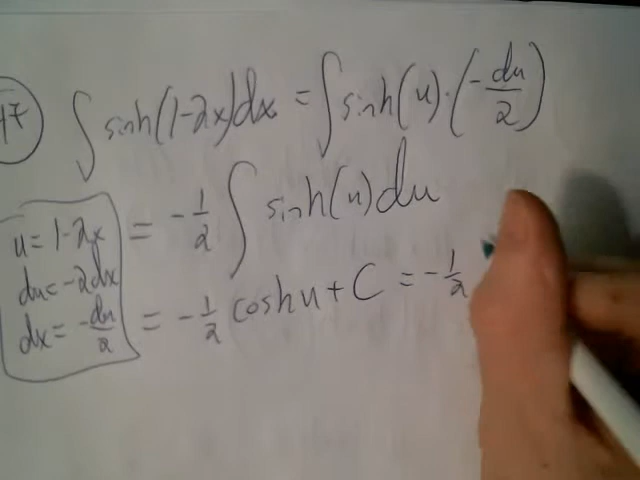 47 ∫ sinh(1-2x)dx = ∫ sinh(u)·(-du/2)
= -1/2 ∫ sinh(u)du
u=1-2x
du=-2dx
dx=-du/2
= -1/2 cosh u + C = -1/2